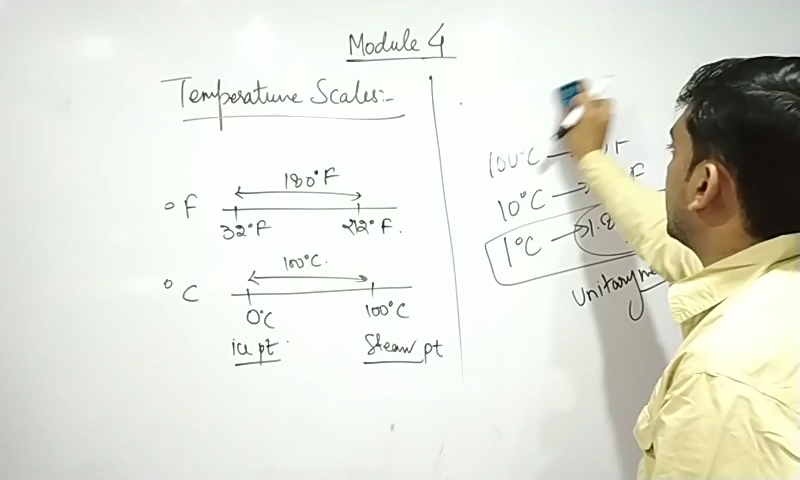 Module 4
Temperature Scales:-
180°F
°F
32°F 212°F.
100°C.
°C
0°C 100°C
ice pt. Steam pt
100°C → F
10°C → F
1°C → 1.8
Unitary